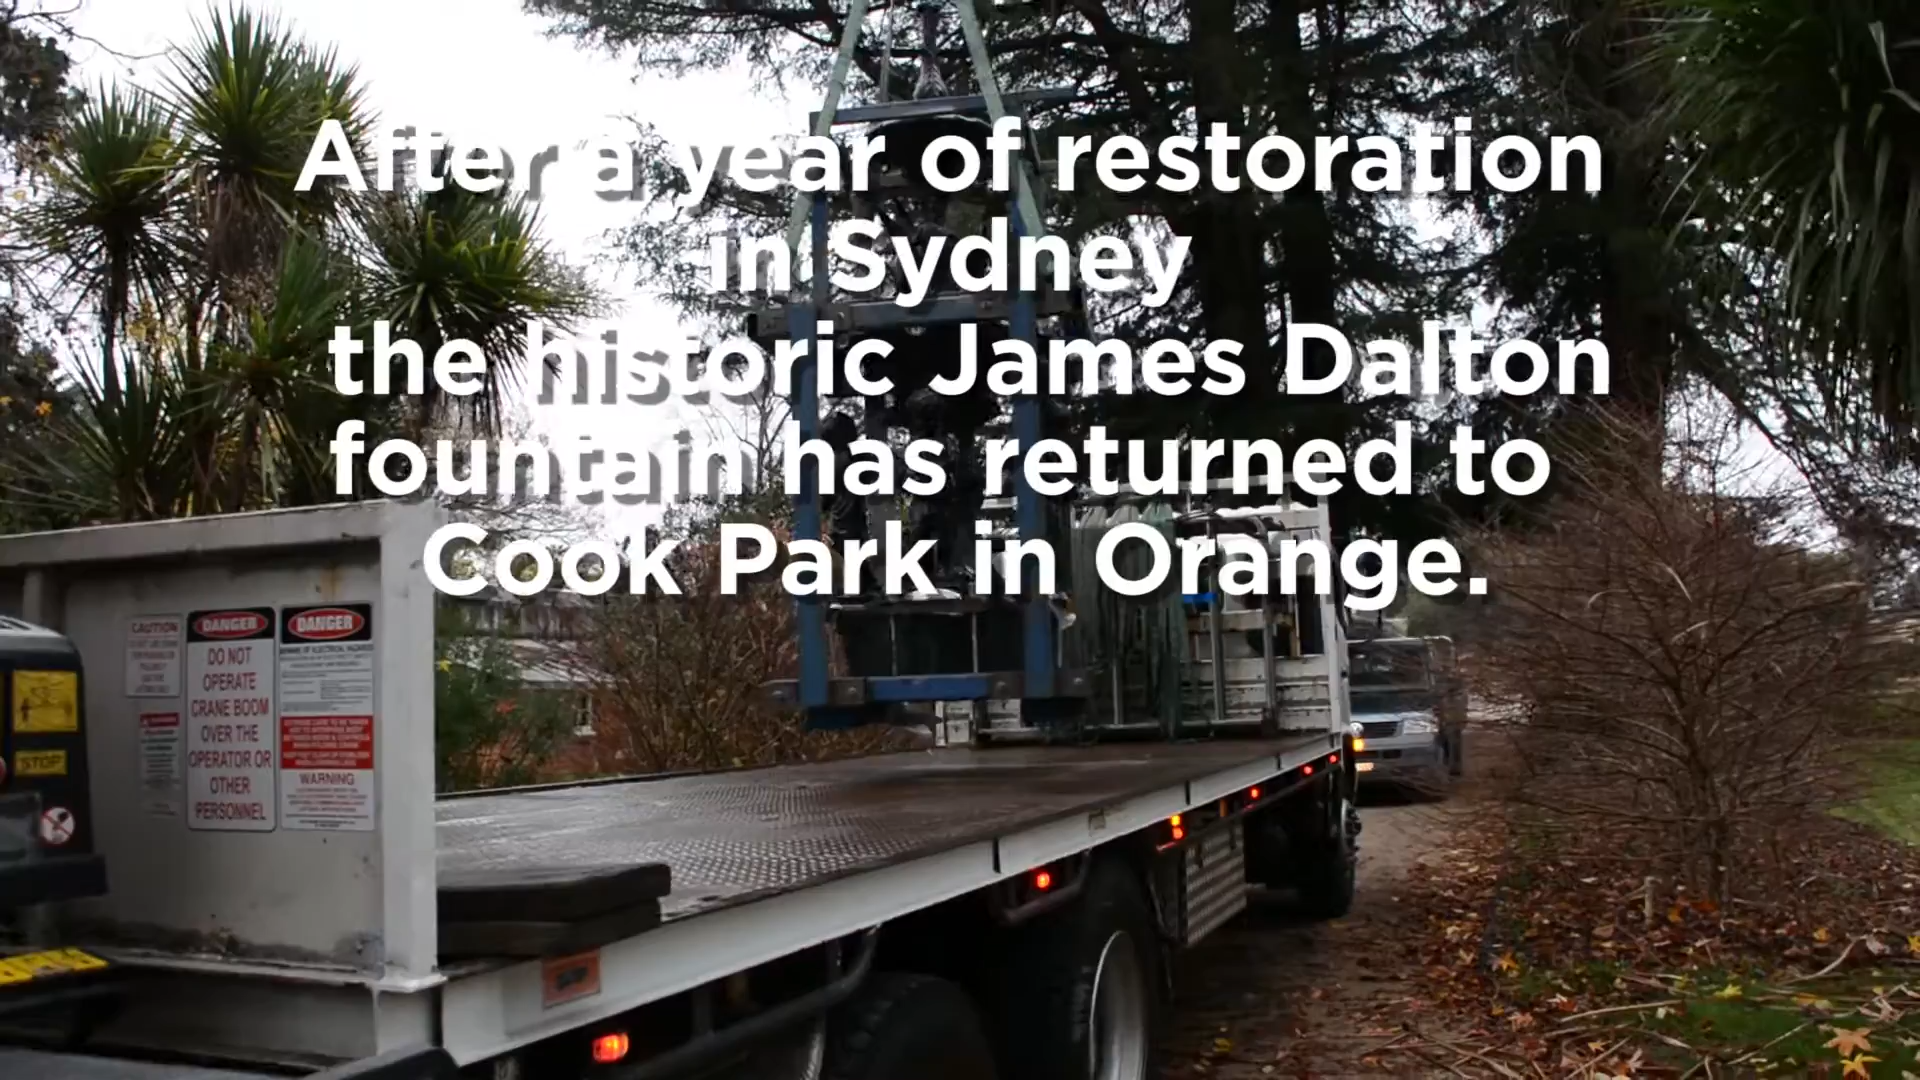 After a year of restoration
in Sydney
the historic James Dalton
fountain has returned to
Cook Park in Orange.
CAUTION
DANGER
DO NOT
OPERATE
CRANE BOOM
OVER THE
OPERATOR OR
OTHER
PERSONNEL
DANGER
WARNING
STOP